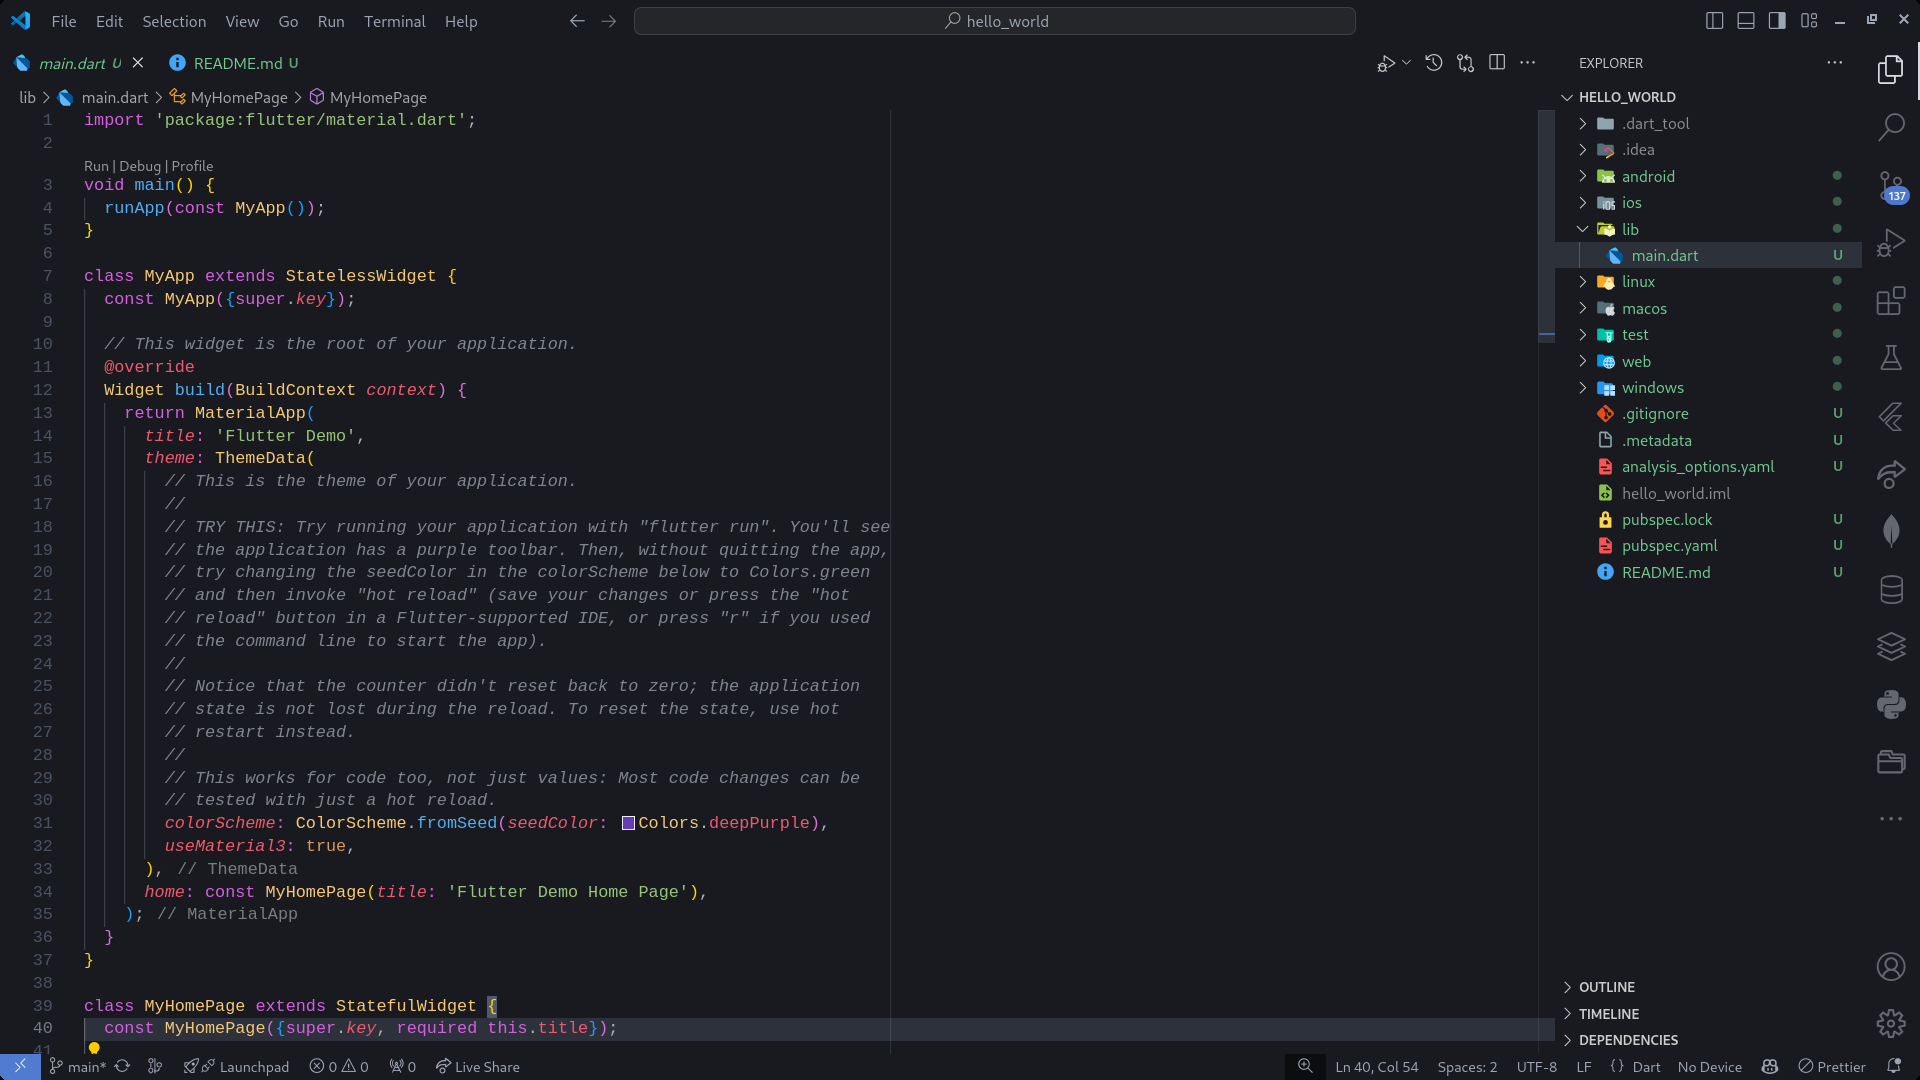 File Edit Selection View Go Run Terminal Help
hello_world
main.dart U
README.md U
lib > main.dart > MyHomePage > MyHomePage
1 import 'package:flutter/material.dart';
2
Run | Debug | Profile
3 void main() {
4 runApp(const MyApp());
5 }
6
7 class MyApp extends StatelessWidget {
8 const MyApp({super.key});
9
10 // This widget is the root of your application.
11 @override
12 Widget build(BuildContext context) {
13 return MaterialApp(
14 title: 'Flutter Demo',
15 theme: ThemeData(
16 // This is the theme of your application.
17 //
18 // TRY THIS: Try running your application with "flutter run". You'll see
19 // the application has a purple toolbar. Then, without quitting the app,
20 // try changing the seedColor in the colorScheme below to Colors.green
21 // and then invoke "hot reload" (save your changes or press the "hot
22 // reload" button in a Flutter-supported IDE, or press "r" if you used
23 // the command line to start the app).
24 //
25 // Notice that the counter didn't reset back to zero; the application
26 // state is not lost during the reload. To reset the state, use hot
27 // restart instead.
28 //
29 // This works for code too, not just values: Most code changes can be
30 // tested with just a hot reload.
31 colorScheme: ColorScheme.fromSeed(seedColor: Colors.deepPurple),
32 useMaterial3: true,
33 ), // ThemeData
34 home: const MyHomePage(title: 'Flutter Demo Home Page'),
35 ); // MaterialApp
36 }
37 }
38
39 class MyHomePage extends StatefulWidget {
40 const MyHomePage({super.key, required this.title});
41
EXPLORER
HELLO_WORLD
.dart_tool
.idea
android
ios
lib
main.dart U
linux
macos
test
web
windows
.gitignore U
.metadata U
analysis_options.yaml U
hello_world.iml
pubspec.lock U
pubspec.yaml U
README.md U
OUTLINE
TIMELINE
DEPENDENCIES
137
main* Launchpad 0 0 0 Live Share
Ln 40, Col 54 Spaces: 2 UTF-8 LF {} Dart No Device Prettier